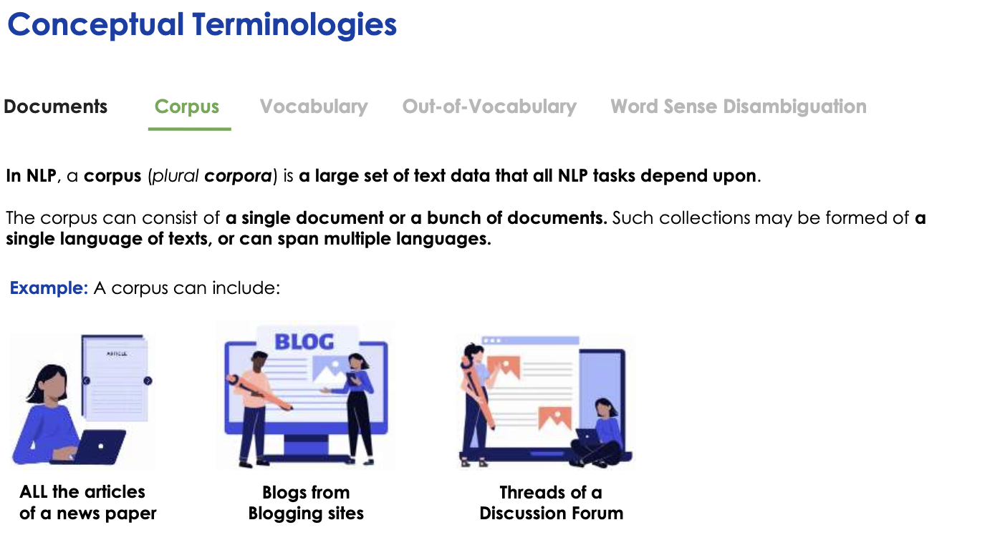 Conceptual Terminologies
Documents Corpus Vocabulary Out-of-Vocabulary Word Sense Disambiguation
In NLP, a corpus (plural corpora) is a large set of text data that all NLP tasks depend upon.
The corpus can consist of a single document or a bunch of documents. Such collections may be formed of a
single language of texts, or can span multiple languages.
Example: A corpus can include:
ARTICLE
BLOG
ALL the articles
of a news paper
Blogs from
Blogging sites
Threads of a
Discussion Forum